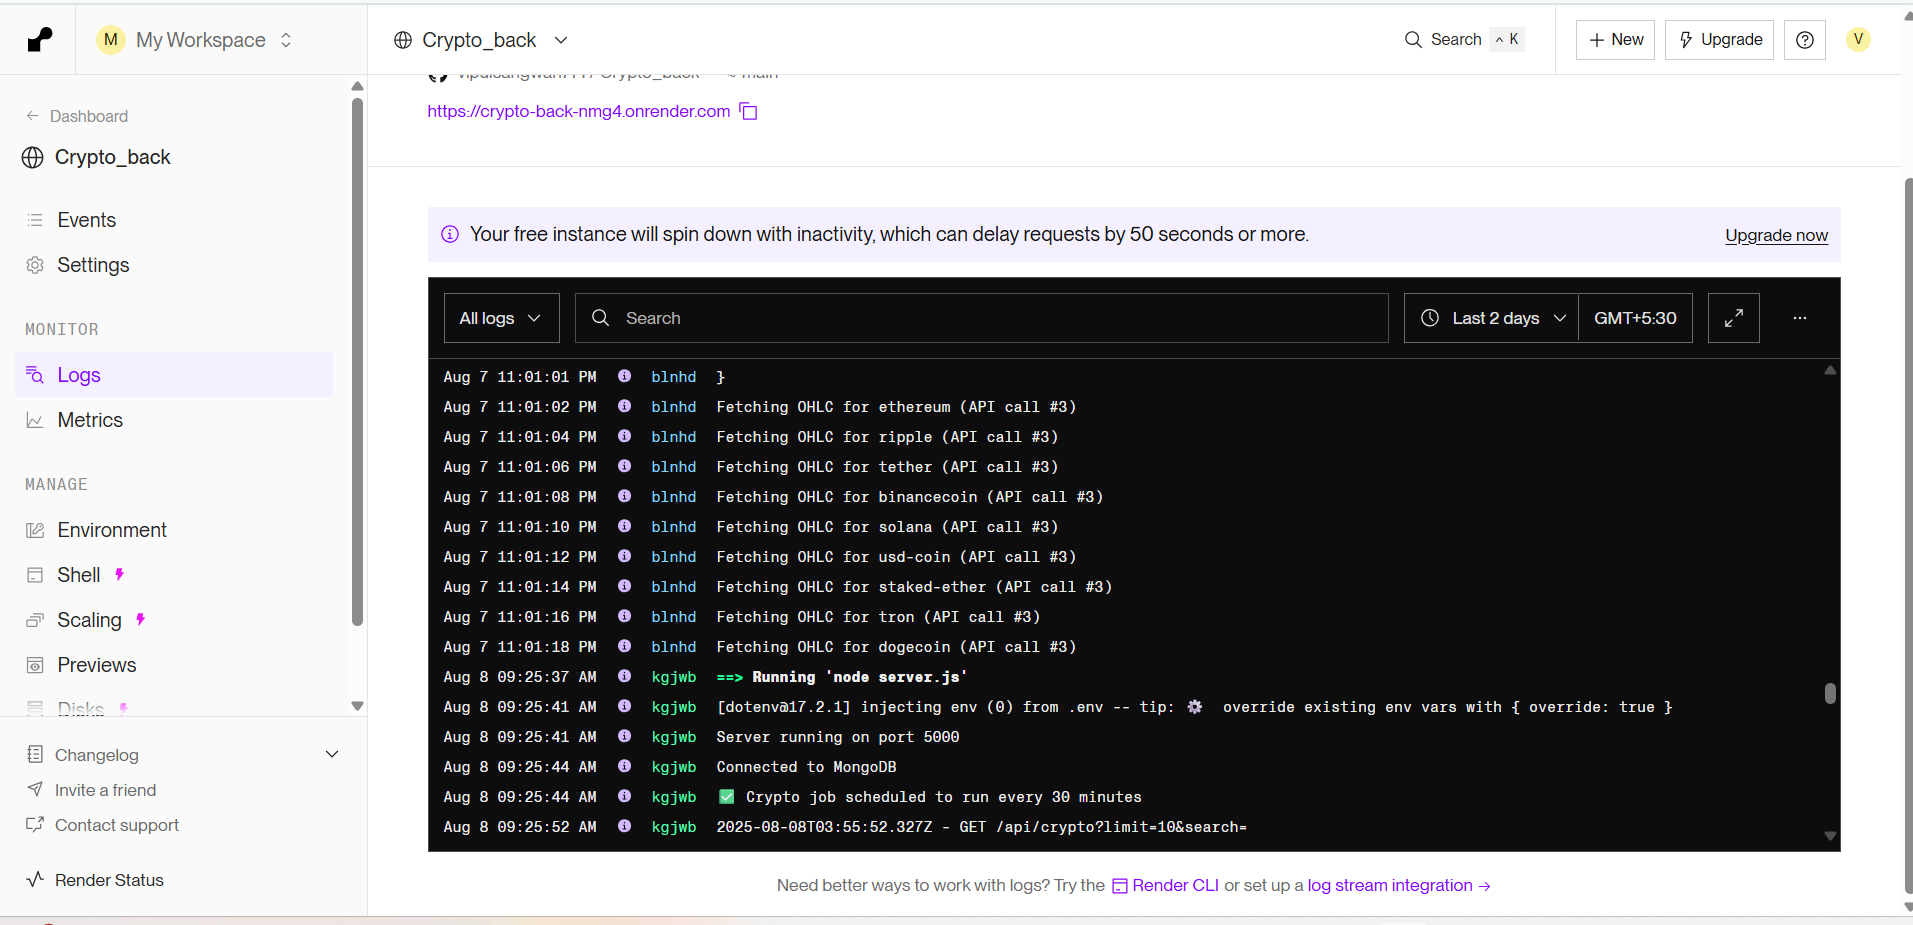 M My Workspace
Crypto_back
Search ^ K
+ New
Upgrade
V
Crypto_back
main
https://crypto-back-nmg4.onrender.com
← Dashboard
Crypto_back
Events
Settings
MONITOR
Logs
Metrics
MANAGE
Environment
Shell
Scaling
Previews
Disks
Changelog
Invite a friend
Contact support
Render Status
Your free instance will spin down with inactivity, which can delay requests by 50 seconds or more.
Upgrade now
All logs
Search
Last 2 days
GMT+5:30
...
Aug 7 11:01:01 PM blnhd }
Aug 7 11:01:02 PM blnhd Fetching OHLC for ethereum (API call #3)
Aug 7 11:01:04 PM blnhd Fetching OHLC for ripple (API call #3)
Aug 7 11:01:06 PM blnhd Fetching OHLC for tether (API call #3)
Aug 7 11:01:08 PM blnhd Fetching OHLC for binancecoin (API call #3)
Aug 7 11:01:10 PM blnhd Fetching OHLC for solana (API call #3)
Aug 7 11:01:12 PM blnhd Fetching OHLC for usd-coin (API call #3)
Aug 7 11:01:14 PM blnhd Fetching OHLC for staked-ether (API call #3)
Aug 7 11:01:16 PM blnhd Fetching OHLC for tron (API call #3)
Aug 7 11:01:18 PM blnhd Fetching OHLC for dogecoin (API call #3)
Aug 8 09:25:37 AM kgjwb ==> Running 'node server.js'
Aug 8 09:25:41 AM kgjwb [dotenv@17.2.1] injecting env (0) from .env -- tip: ⚙️ override existing env vars with { override: true }
Aug 8 09:25:41 AM kgjwb Server running on port 5000
Aug 8 09:25:44 AM kgjwb Connected to MongoDB
Aug 8 09:25:44 AM kgjwb ✅ Crypto job scheduled to run every 30 minutes
Aug 8 09:25:52 AM kgjwb 2025-08-08T03:55:52.327Z - GET /api/crypto?limit=10&search=
Need better ways to work with logs? Try the Render CLI or set up a log stream integration →